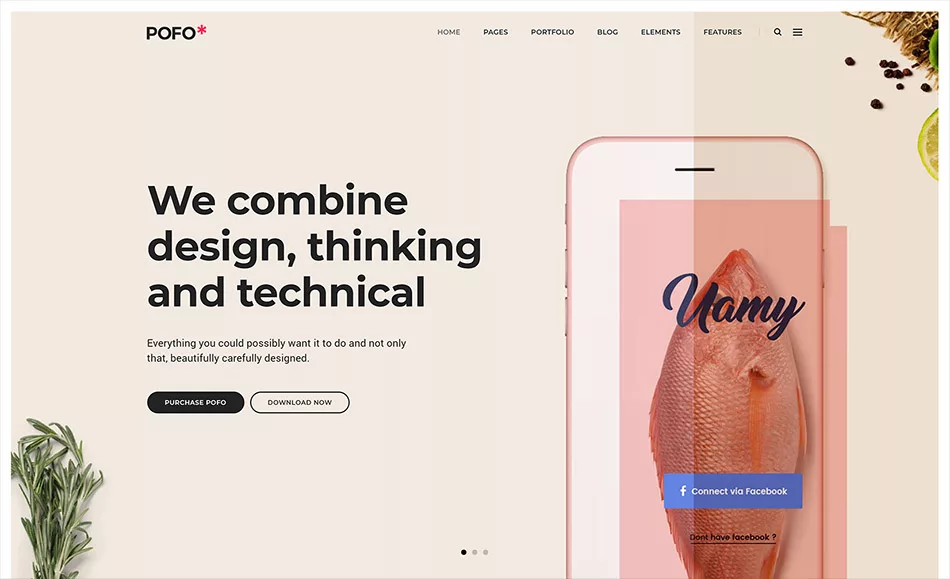 POFO*
HOME PAGES PORTFOLIO BLOG ELEMENTS FEATURES
We combine
design, thinking
and technical
Everything you could possibly want it to do and not only
that, beautifully carefully designed.
PURCHASE POFO DOWNLOAD NOW
Yamy
f Connect via Facebook
Dont have facebook ?